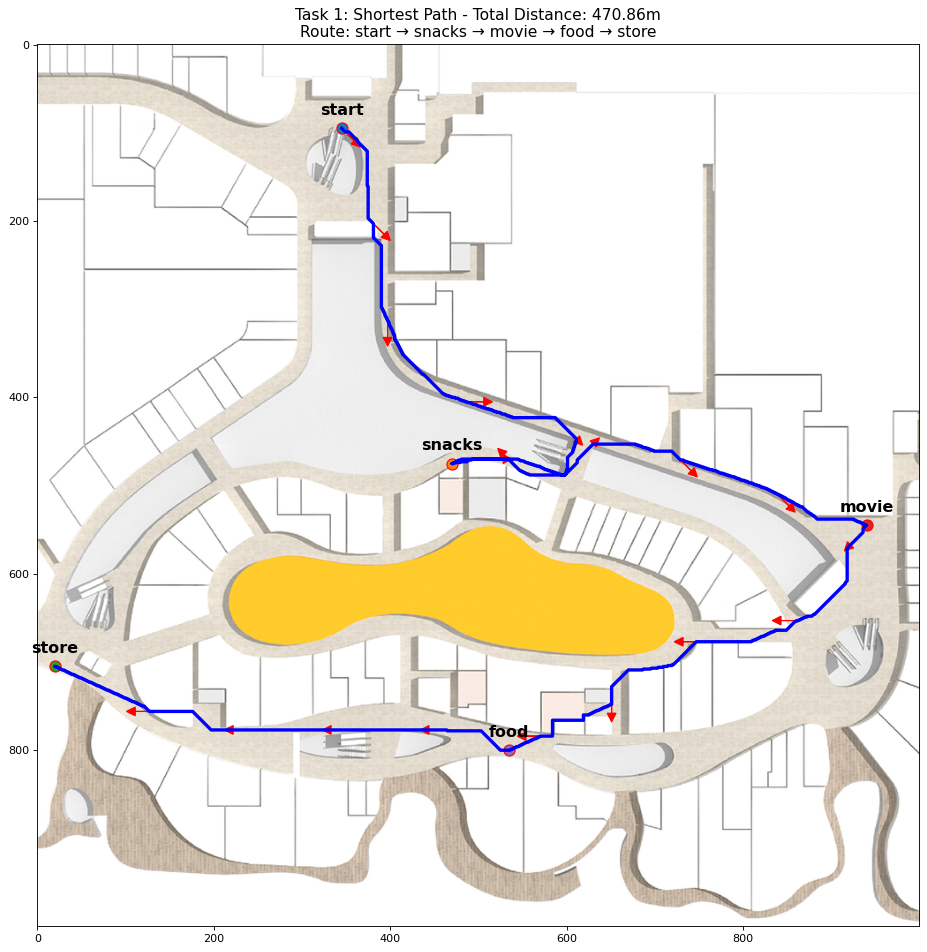 Task 1: Shortest Path - Total Distance: 470.86m
Route: start → snacks → movie → food → store
0
start
200
400
snacks
movie
600
store
food
800
0
200
400
600
800